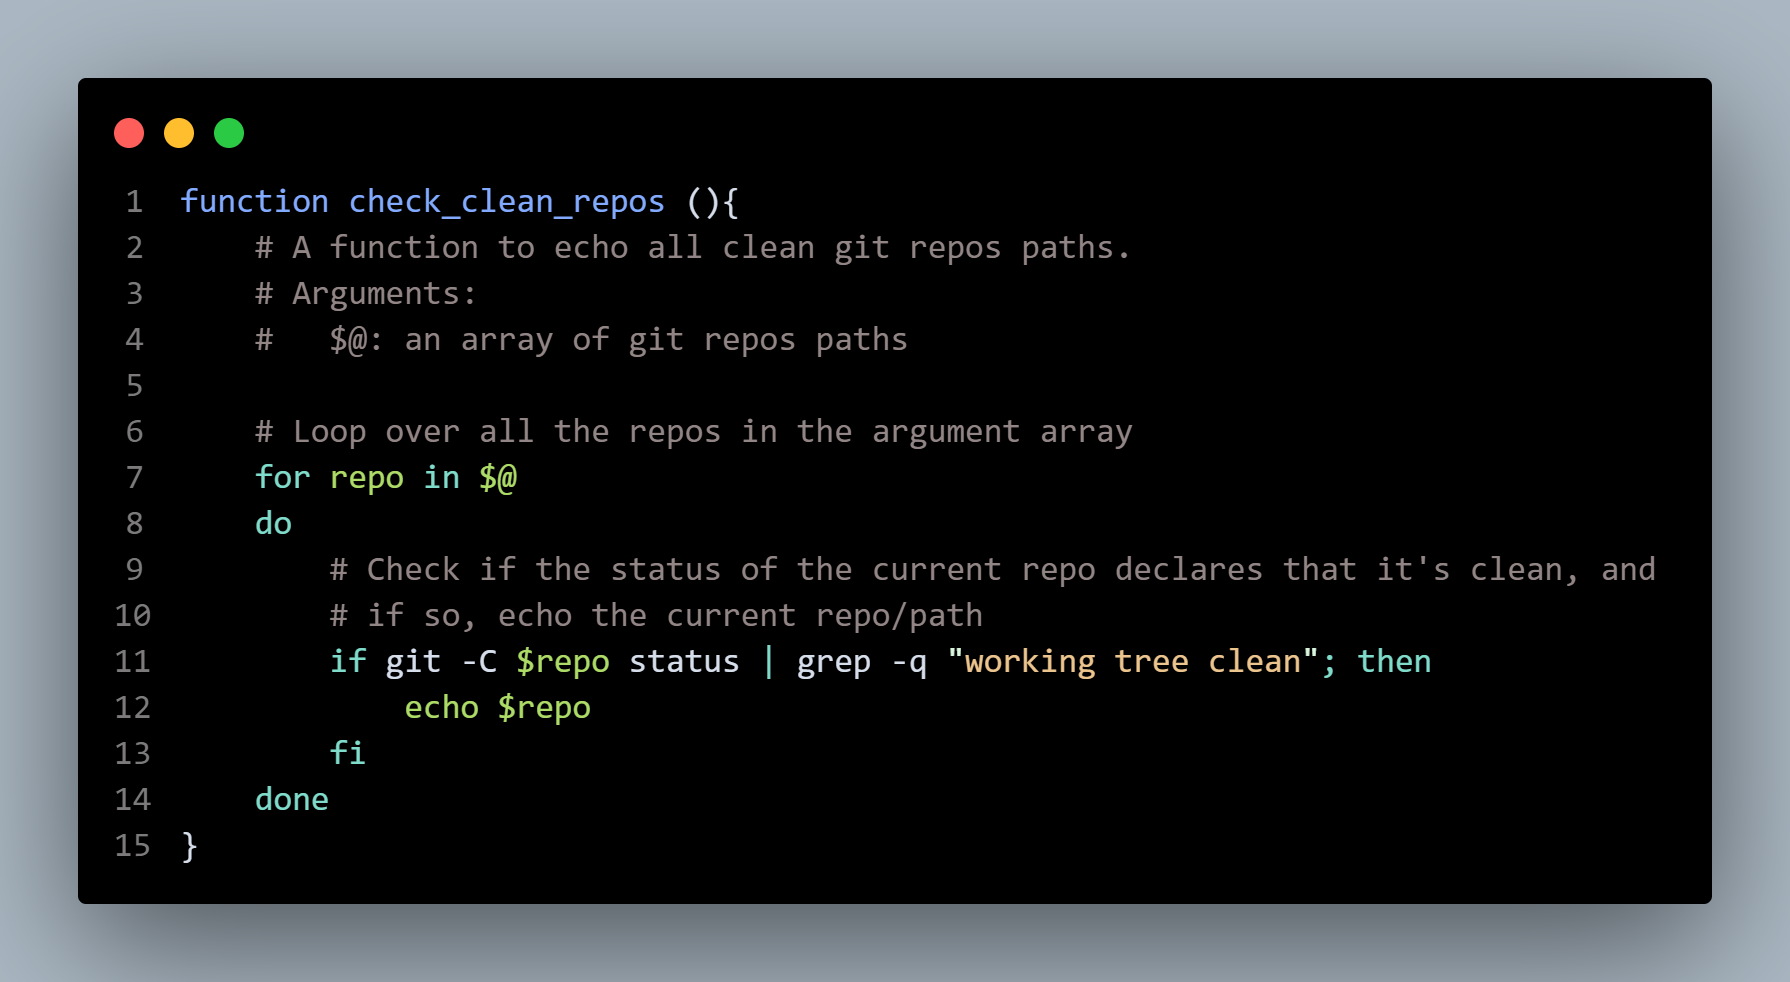 1 function check_clean_repos (){
2     # A function to echo all clean git repos paths.
3     # Arguments:
4     #   $@: an array of git repos paths
5
6     # Loop over all the repos in the argument array
7     for repo in $@
8     do
9         # Check if the status of the current repo declares that it's clean, and
10         # if so, echo the current repo/path
11         if git -C $repo status | grep -q "working tree clean"; then
12             echo $repo
13         fi
14     done
15 }